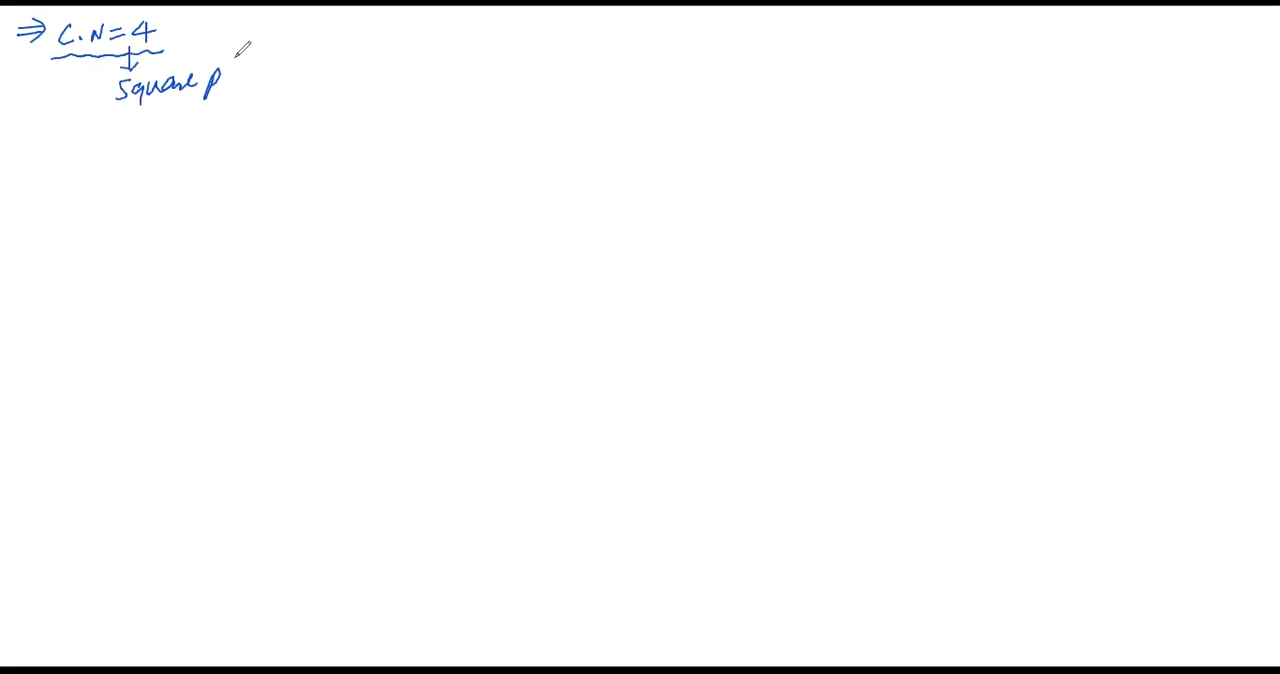 ⇒ C.N=4
↓
Square p